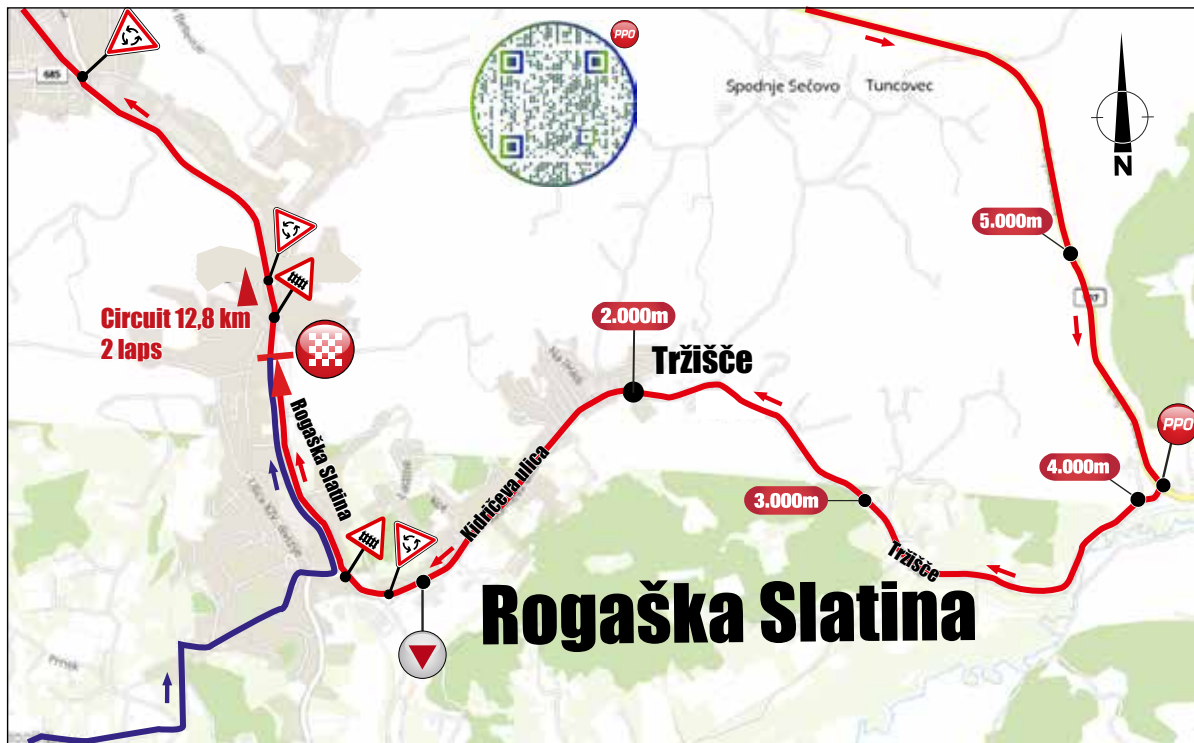 685
PPO
Spodnje Sečovo
Tuncovec
N
5.000m
Circuit 12,8 km
2 laps
2.000m
Tržišče
Rogaška Slatina
Kidričeva ulica
PPO
4.000m
3.000m
Tržišče
Rogaška Slatina